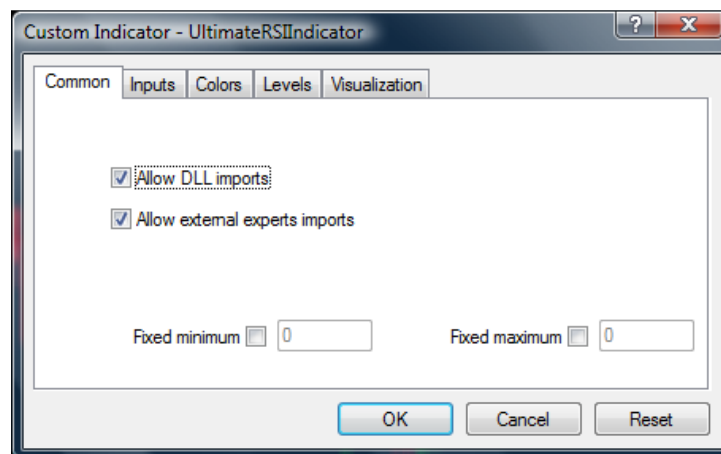 Custom Indicator - UltimateRSIIndicator
? X
Common Inputs Colors Levels Visualization
Allow DLL imports
Allow external experts imports
Fixed minimum 0 Fixed maximum 0
OK Cancel Reset